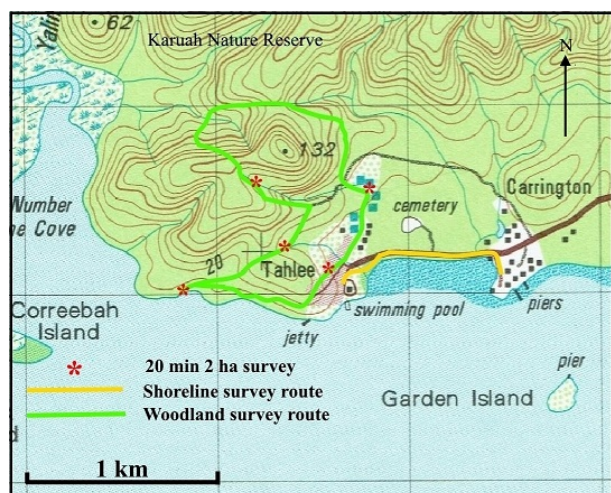 62
Karuah Nature Reserve
N
132
Carrington
Number
cemetery
Cove
20
Tahlee
swimming pool
piers
Correebah
Island
jetty
20 min 2 ha survey
pier
Shoreline survey route
Garden Island
Woodland survey route
1 km